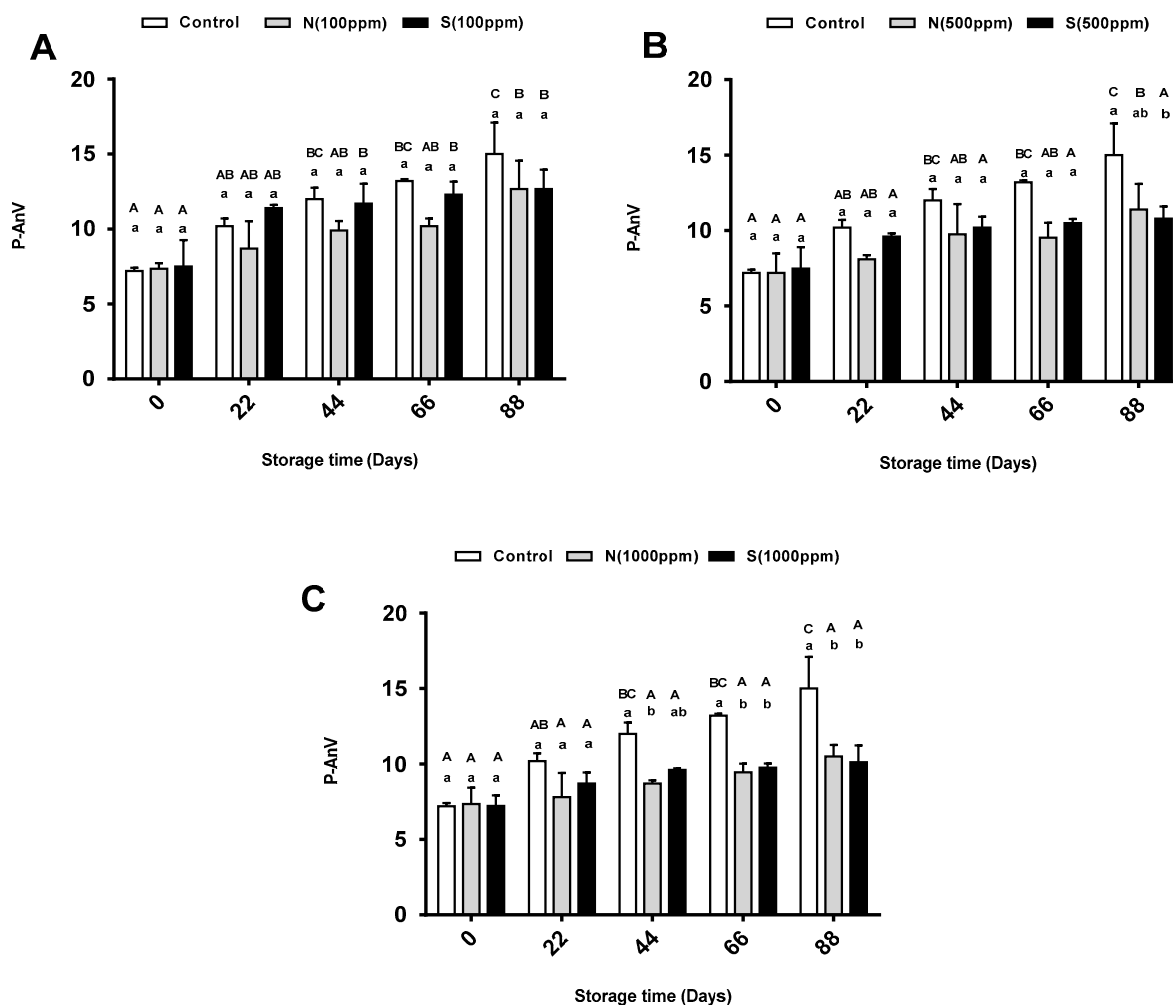 Control N(100ppm) S(100ppm)
A
20
15
10
5
0
P-AnV
A A A
a a a
AB AB AB
a a a
BC AB B
a a a
BC AB B
a a a
C B B
a a a
0 22 44 66 88
Storage time (Days)
Control N(500ppm) S(500ppm)
B
20
15
10
5
0
P-AnV
A A A
a a a
AB AB A
a a a
BC AB A
a a a
BC AB A
a a a
C B A
a ab b
0 22 44 66 88
Storage time (Days)
Control N(1000ppm) S(1000ppm)
C
20
15
10
5
0
P-AnV
A A A
a a a
AB A A
a a a
BC A A
a b ab
BC A A
a b b
C A A
a b b
0 22 44 66 88
Storage time (Days)